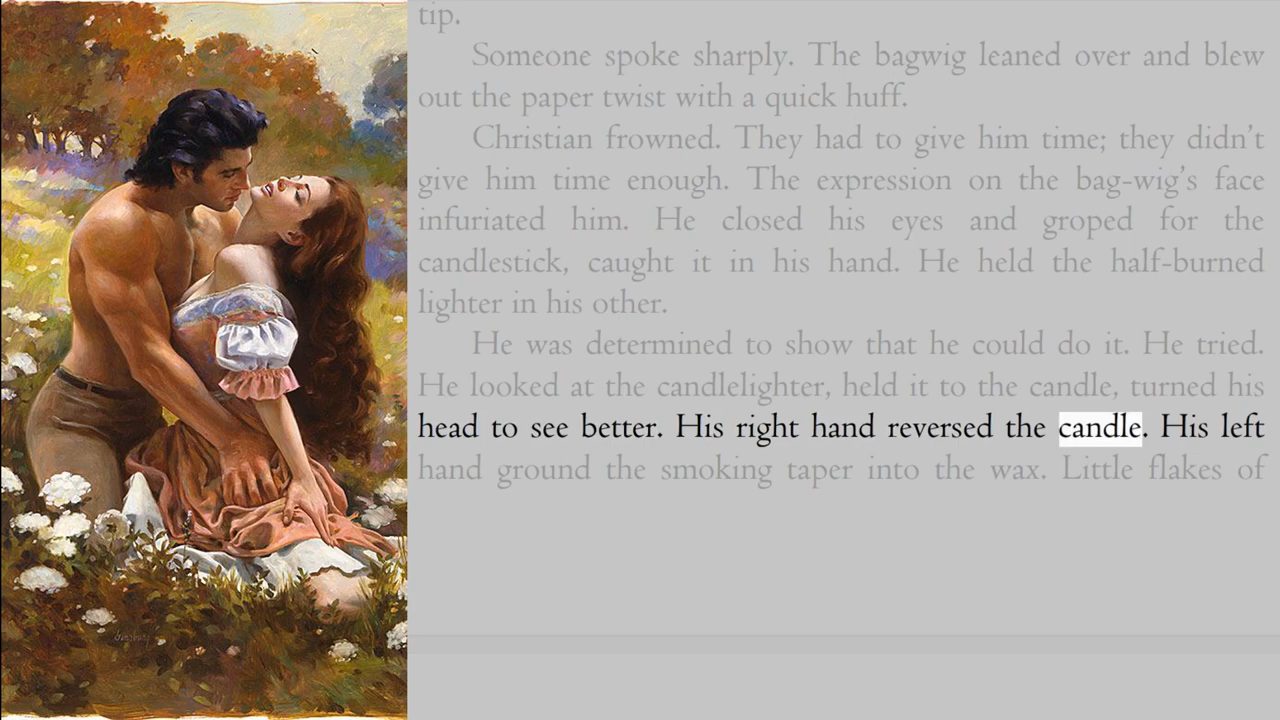 tip.
Someone spoke sharply. The bagwig leaned over and blew
out the paper twist with a quick huff.
Christian frowned. They had to give him time; they didn’t
give him time enough. The expression on the bag-wig’s face
infuriated him. He closed his eyes and groped for the
candlestick, caught it in his hand. He held the half-burned
lighter in his other.
He was determined to show that he could do it. He tried.
He looked at the candlelighter, held it to the candle, turned his
head to see better. His right hand reversed the candle. His left
hand ground the smoking taper into the wax. Little flakes of